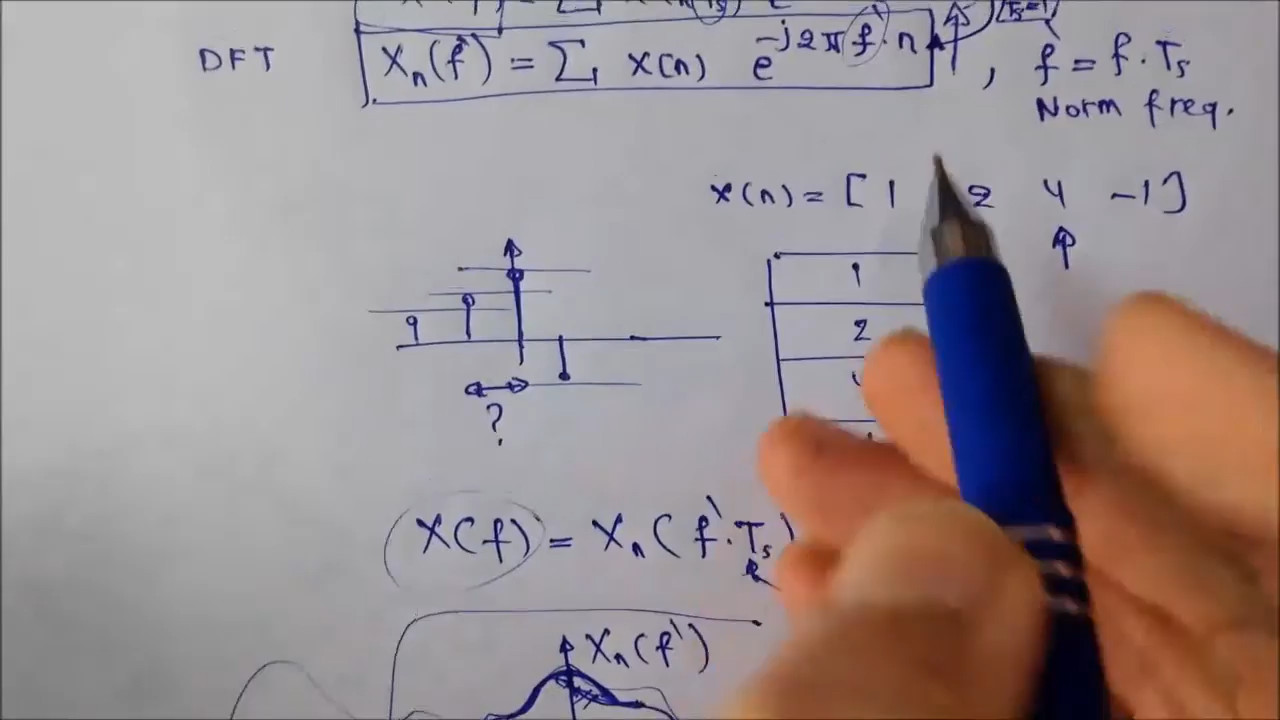 DFT Xₙ(f`) = Σ x(n) e^(-j2πf`·n) , f` = f·Tₛ
Norm freq.
x(n) = [ 1 2 4 -1 ]
1
2
?
X(f) = Xₙ(f`·Tₛ)
Xₙ(f`)